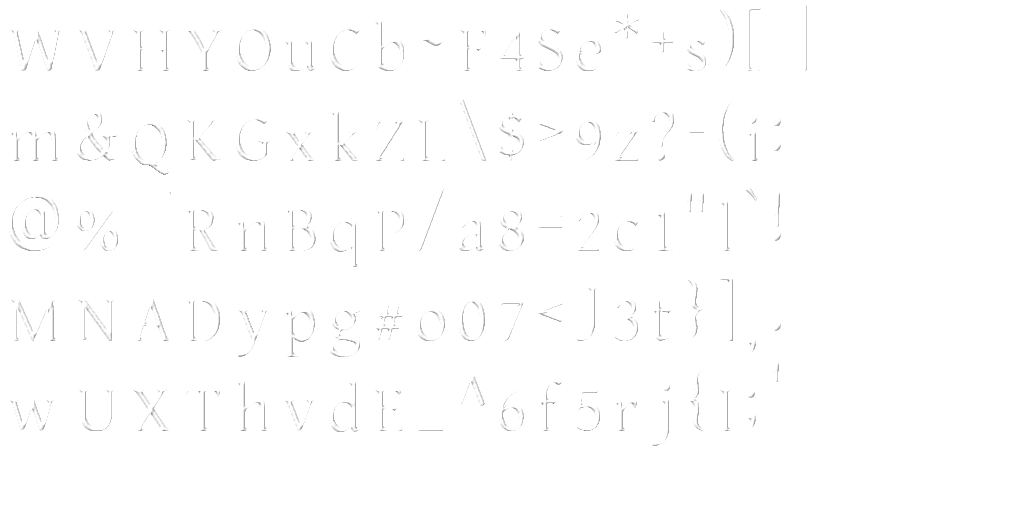 W V H Y O u C b ~ F 4 S e * + s ) [ |
m & Q K G x k Z L \ $ > 9 z ? - ( i :
@ % R n B q P / a 8 = 2 c 1 " l ` !
M N A D y p g # o 0 7 < J 3 t } ] ,
w U X T h v d E _ ^ 6 f 5 r j { I ; '